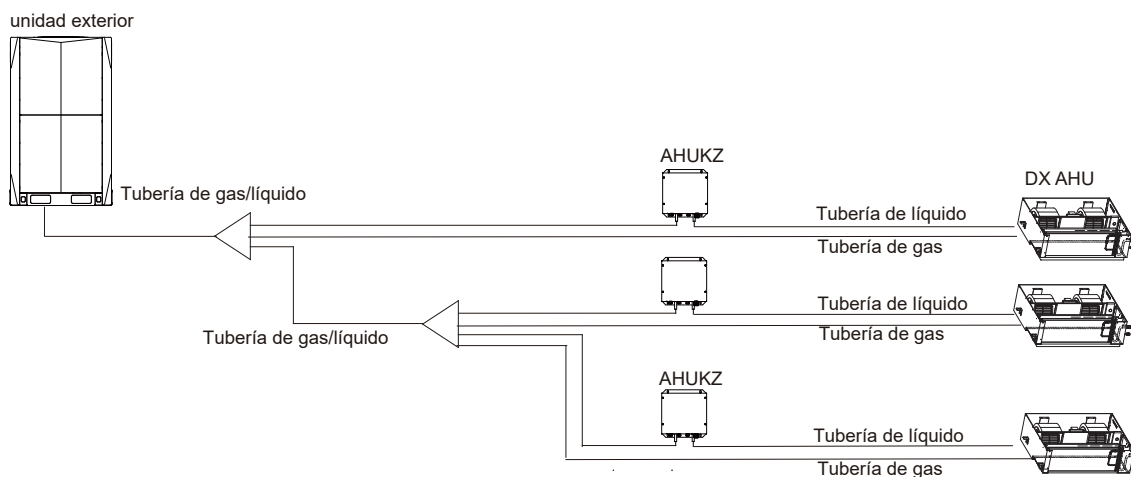 unidad exterior
AHUKZ
DX AHU
Tubería de gas/líquido
Tubería de líquido
Tubería de gas
Tubería de líquido
Tubería de gas/líquido
Tubería de gas
AHUKZ
Tubería de líquido
Tubería de gas